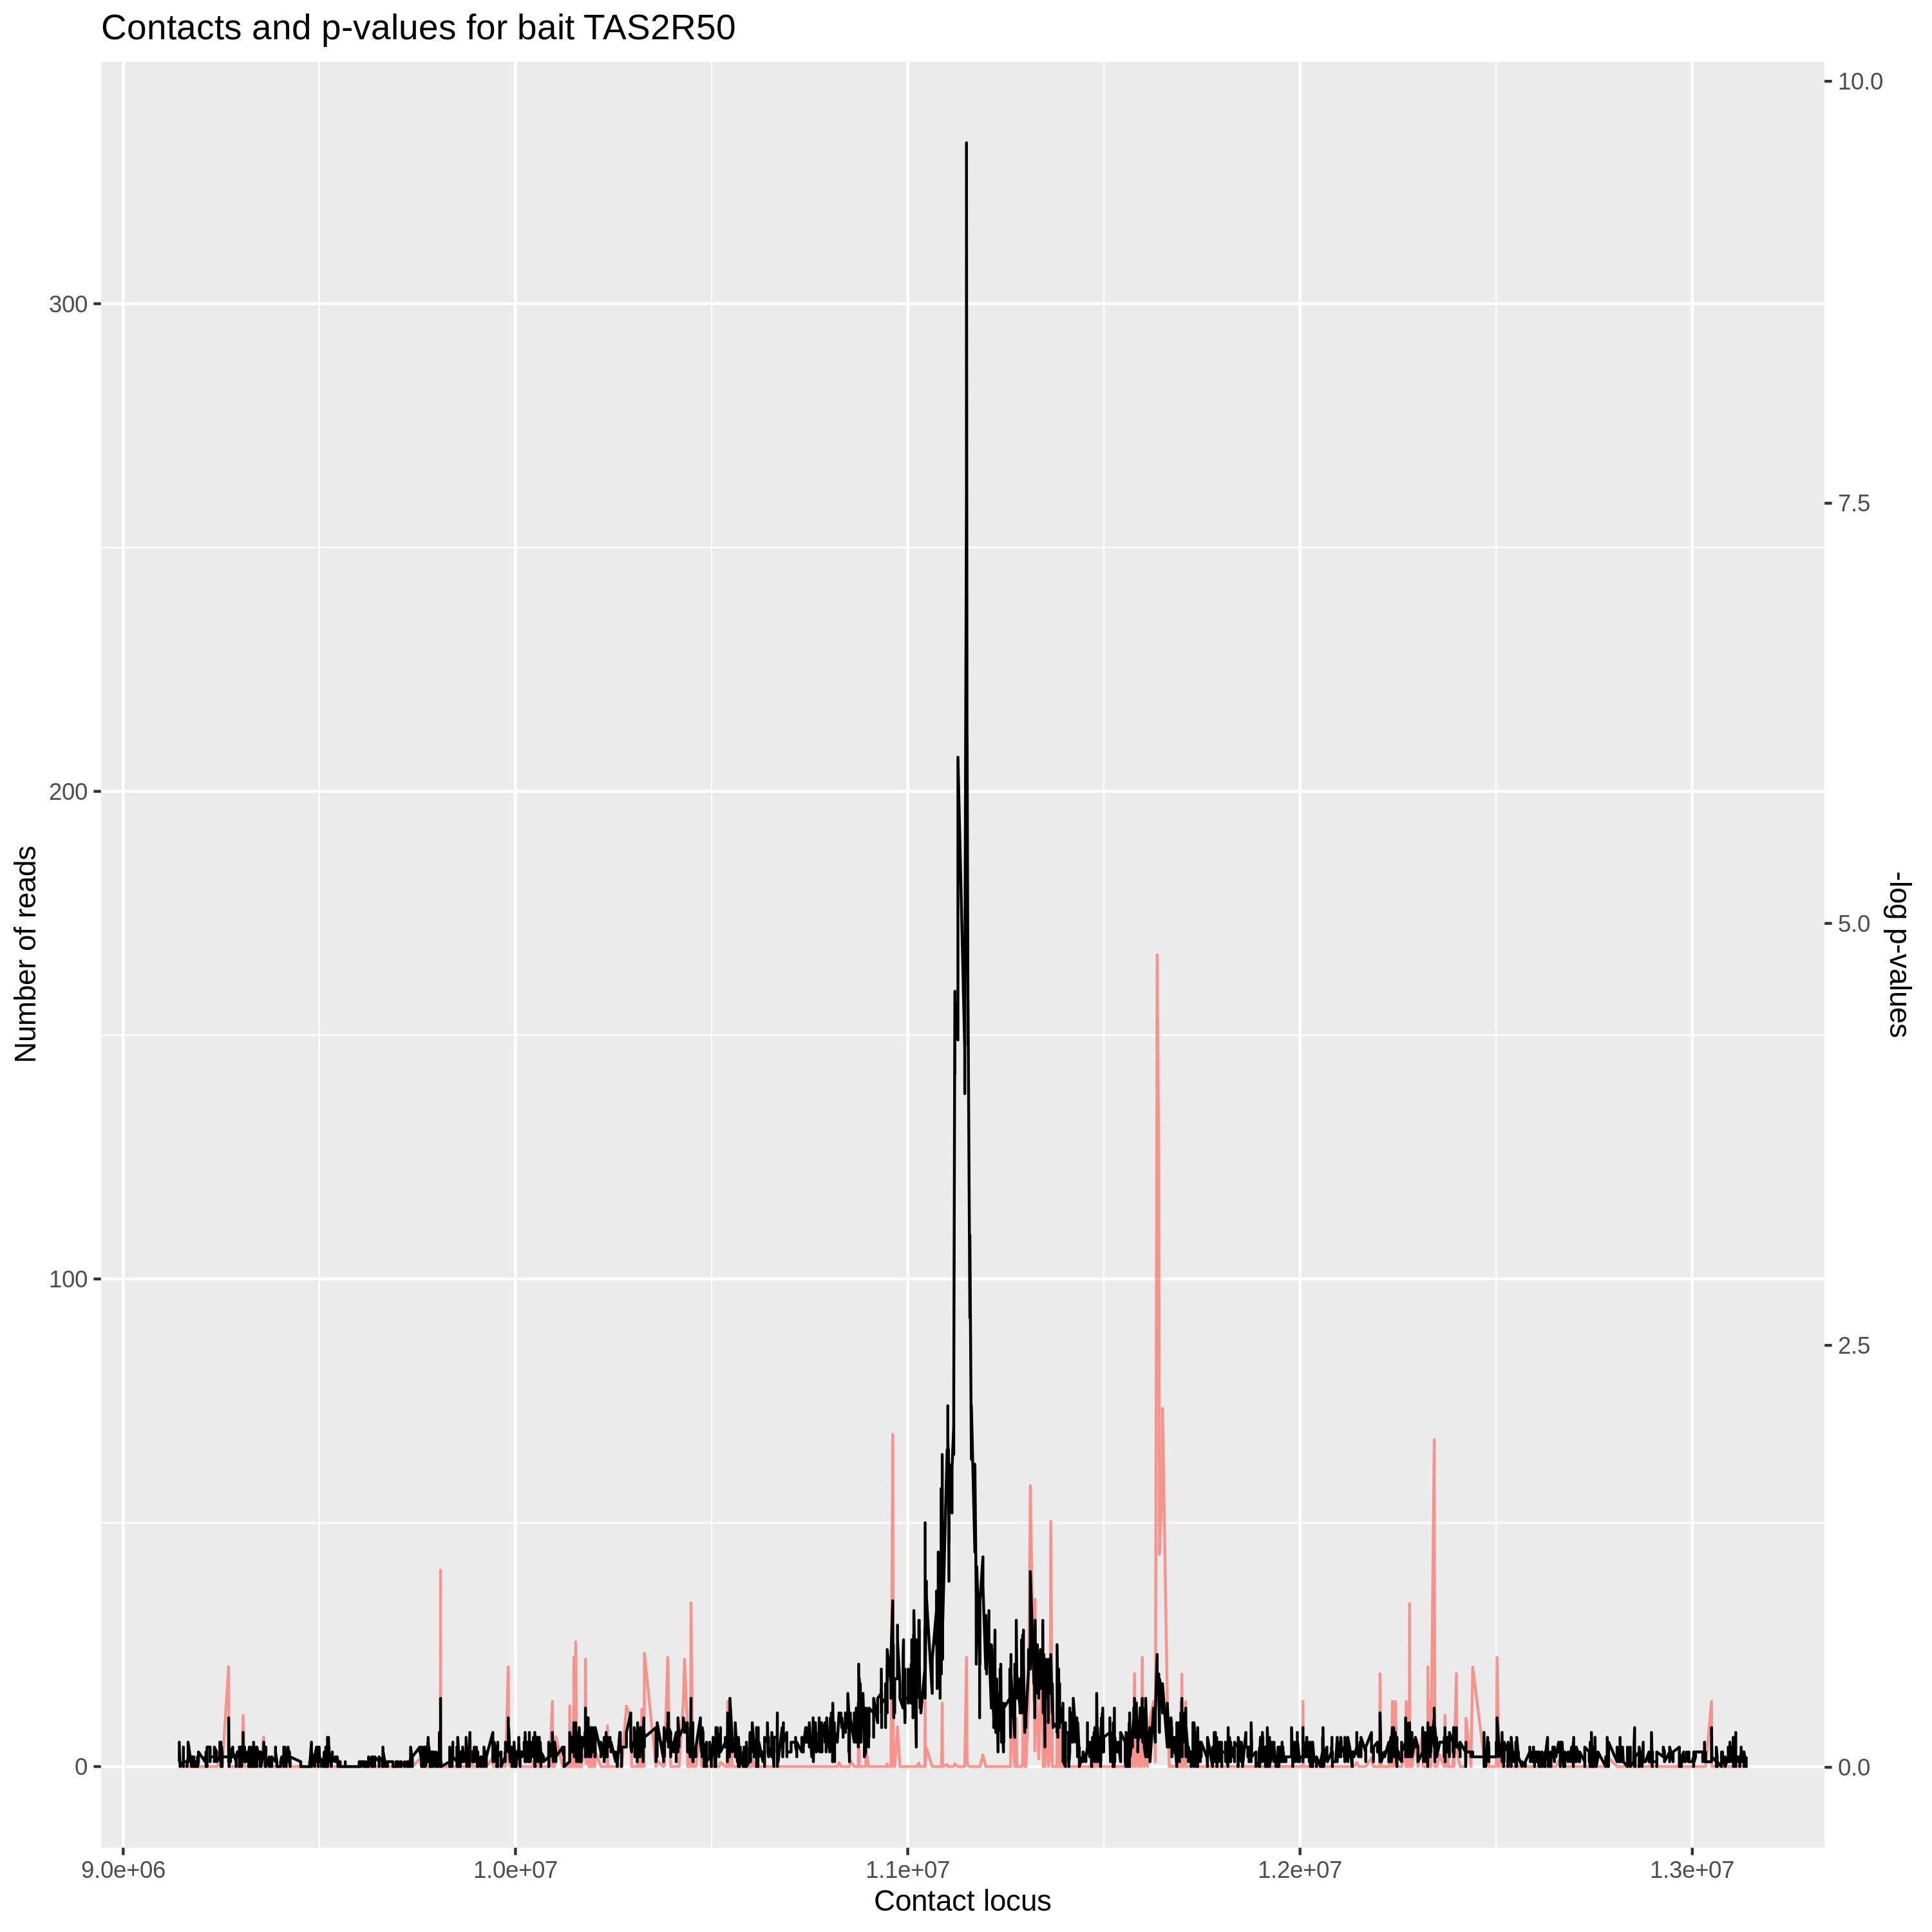 Contacts and p-values for bait TAS2R50
Number of reads
300
200
100
0
10.0
7.5
5.0
2.5
0.0
-log p-values
9.0e+06 1.0e+07 1.1e+07 1.2e+07 1.3e+07
Contact locus